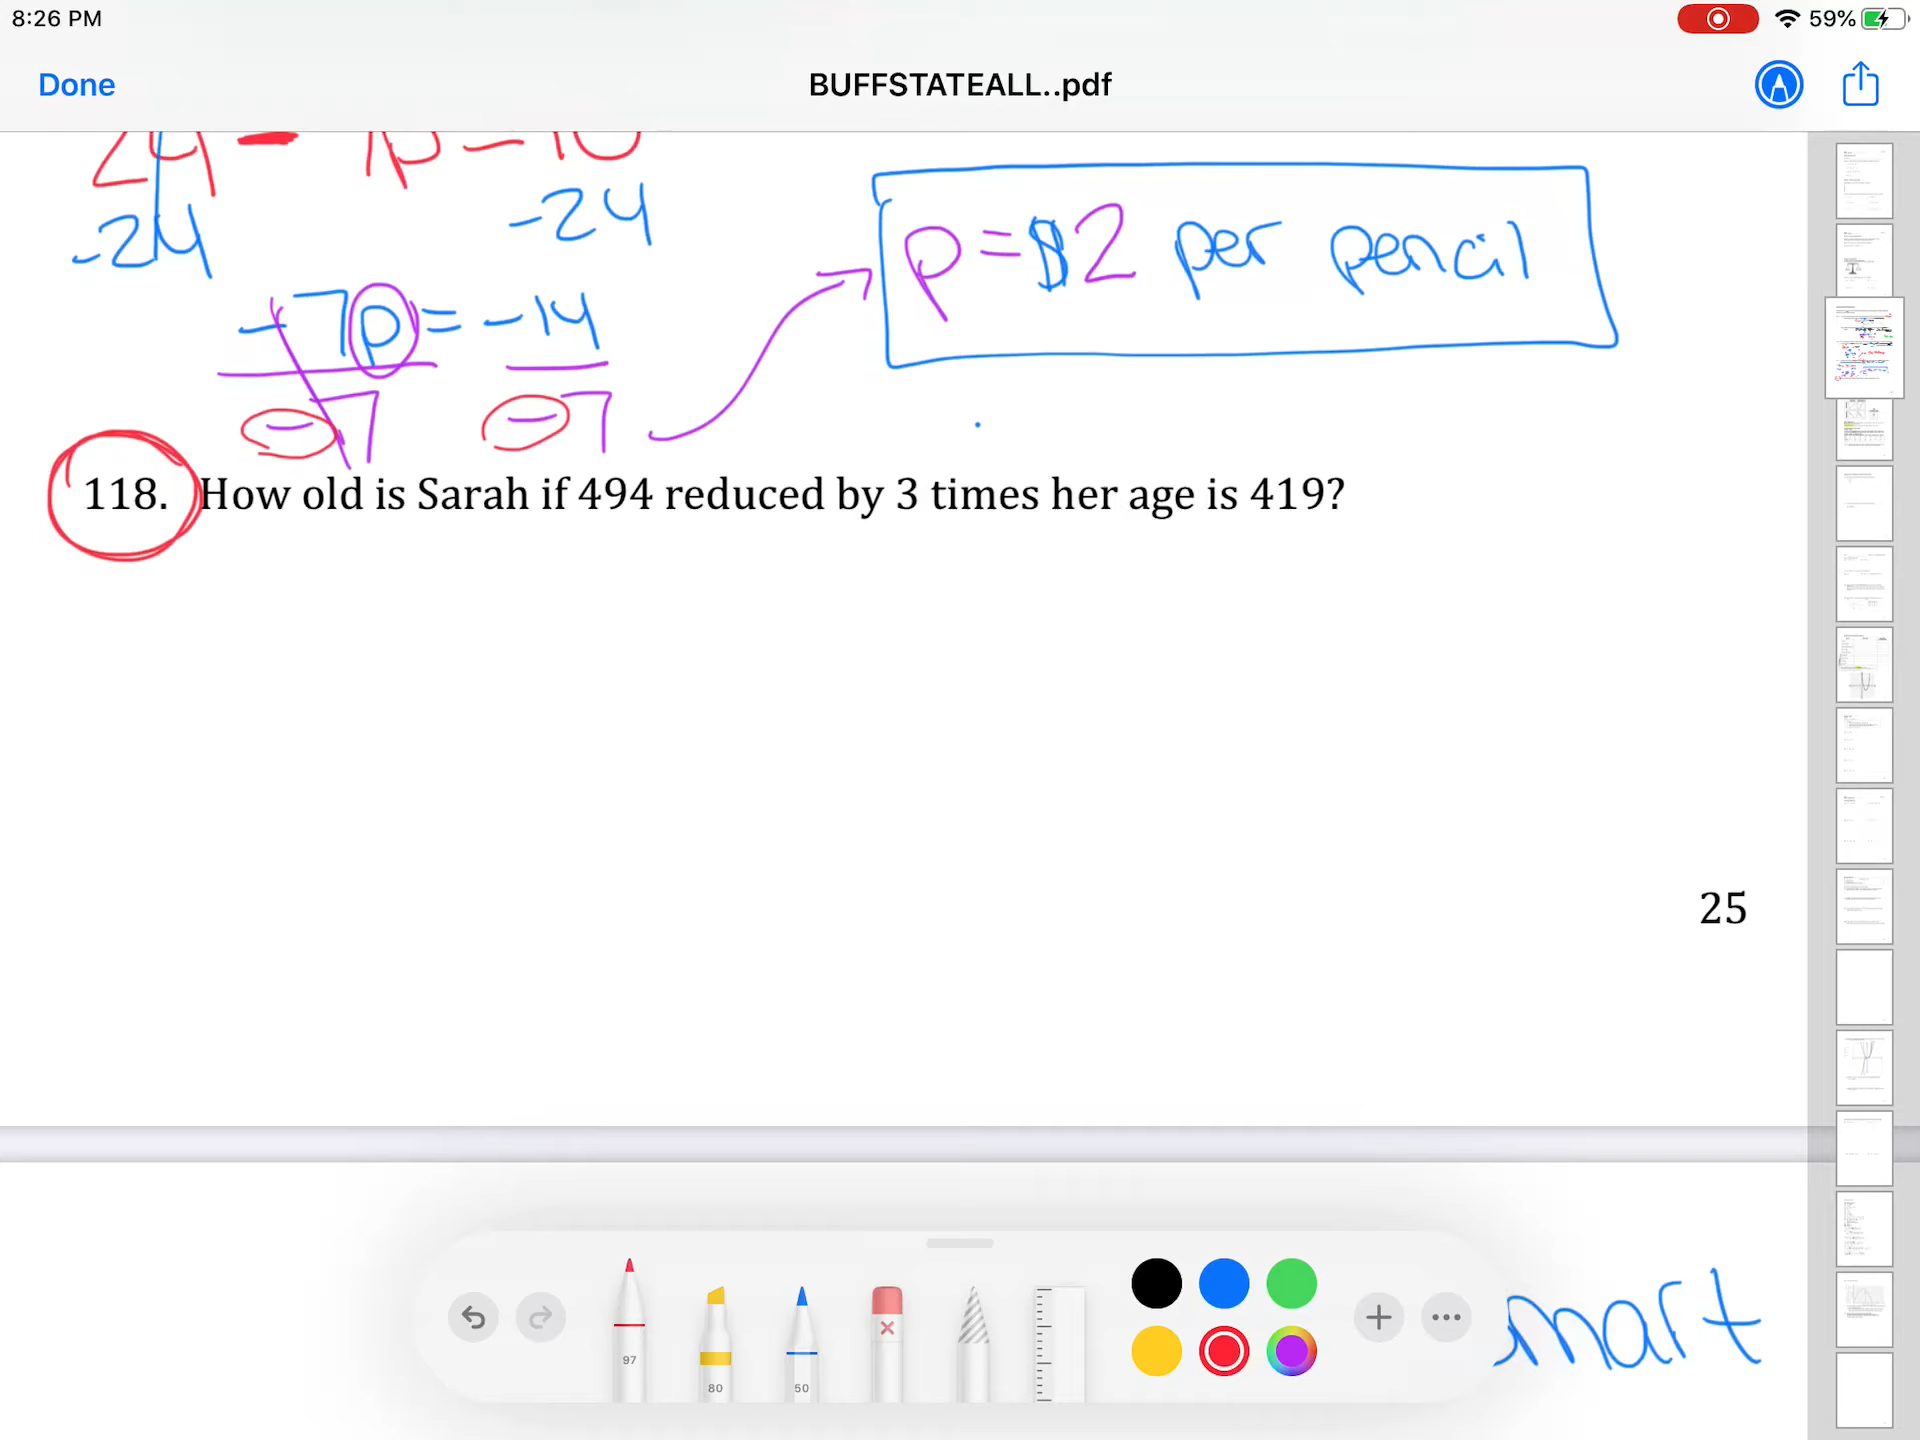 8:26 PM
59%
Done
BUFFSTATEALL..pdf
-24
-24
p=$2 per pencil
-7p = -14
-7 -7
118. How old is Sarah if 494 reduced by 3 times her age is 419?
25
97
80
50
mart